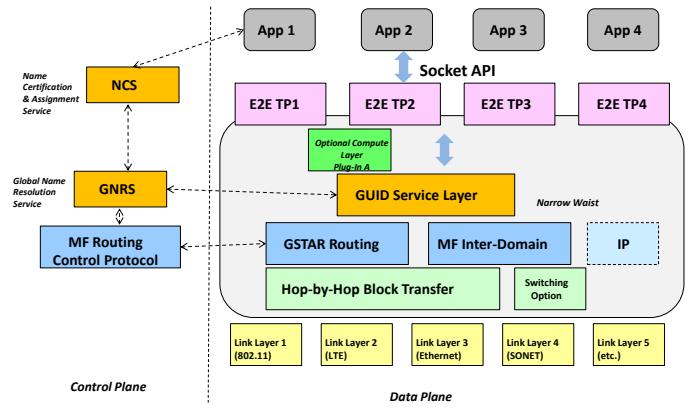 App 1
App 2
App 3
App 4
Name
Certification
& Assignment
Service
NCS
Socket API
E2E TP1
E2E TP2
E2E TP3
E2E TP4
Optional Compute
Layer
Plug-In A
Global Name
Resolution
Service
GNRS
GUID Service Layer
Narrow Waist
MF Routing
Control Protocol
GSTAR Routing
MF Inter-Domain
IP
Hop-by-Hop Block Transfer
Switching
Option
Link Layer 1
(802.11)
Link Layer 2
(LTE)
Link Layer 3
(Ethernet)
Link Layer 4
(SONET)
Link Layer 5
(etc.)
Control Plane
Data Plane